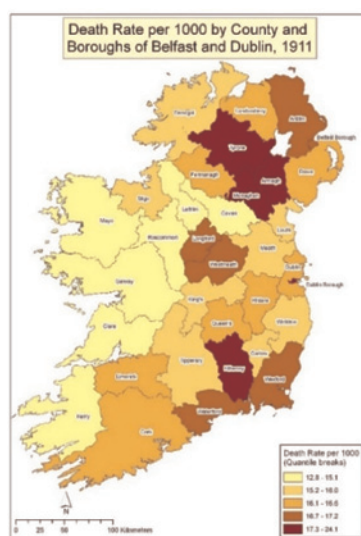 Death Rate per 1000 by County and
Boroughs of Belfast and Dublin, 1911
Donegal
Londonderry
Antrim
Belfast Borough
Tyrone
Down
Fermanagh
Armagh
Monaghan
Sligo
Leitrim
Cavan
Mayo
Roscommon
Longford
Louth
Meath
Westmeath
Dublin
Dublin Borough
Galway
King's
Kildare
Queen's
Wicklow
Clare
Carlow
Tipperary
Kilkenny
Limerick
Wexford
Waterford
Kerry
Cork
N
50
100 Kilometers
Death Rate per 1000
(Quantile breaks)
12.8 - 15.1
15.2 - 16.0
16.1 - 16.6
16.7 - 17.2
17.3 - 24.1